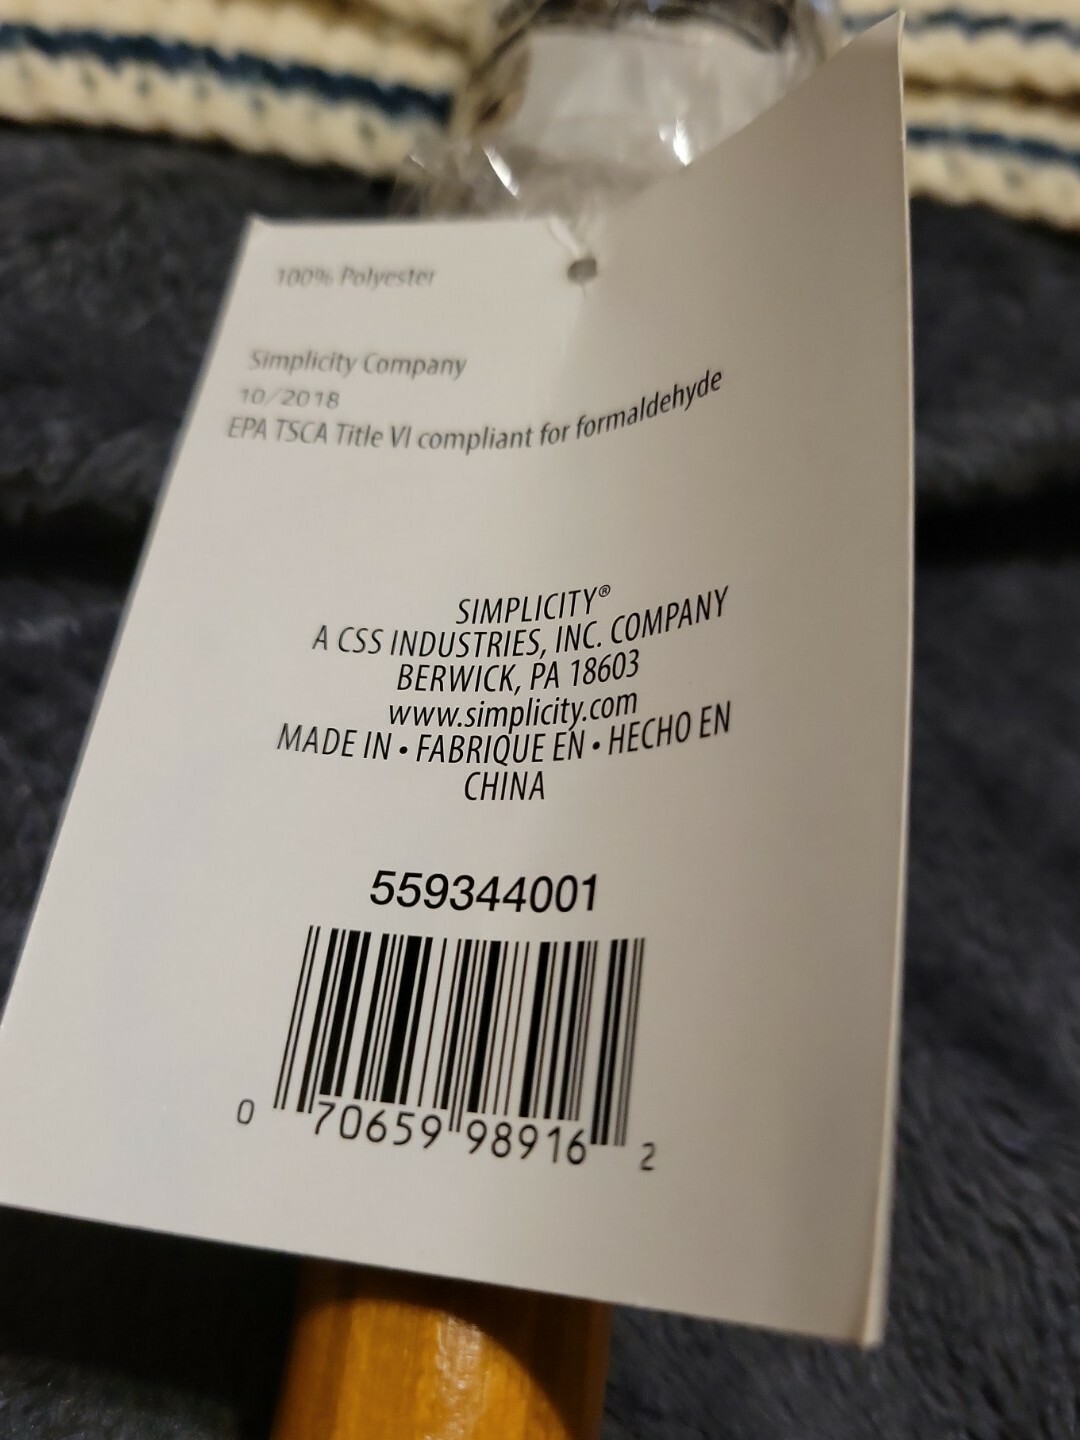 100% Polyester
Simplicity Company
10/2018
EPA TSCA Title VI compliant for formaldehyde
SIMPLICITY®
A CSS INDUSTRIES, INC. COMPANY
BERWICK, PA 18603
www.simplicity.com
MADE IN • FABRIQUE EN • HECHO EN
CHINA
559344001
0 70659 98916 2